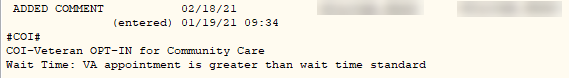 ADDED COMMENT 02/18/21
(entered) 01/19/21 09:34
#COI#
COI-Veteran OPT-IN for Community Care
Wait Time: VA appointment is greater than wait time standard